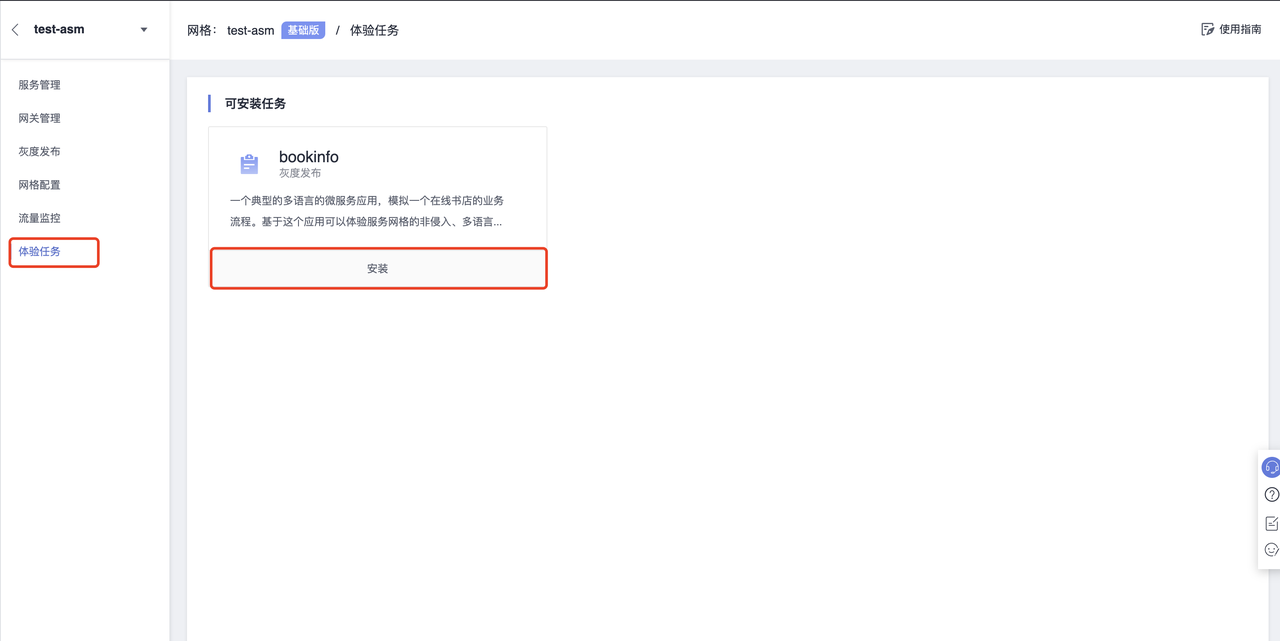 test-asm
网格： test-asm 基础版 / 体验任务
使用指南
服务管理
网关管理
灰度发布
网格配置
流量监控
体验任务
可安装任务
bookinfo
灰度发布
一个典型的多语言的微服务应用，模拟一个在线书店的业务
流程。基于这个应用可以体验服务网格的非侵入、多语言...
安装